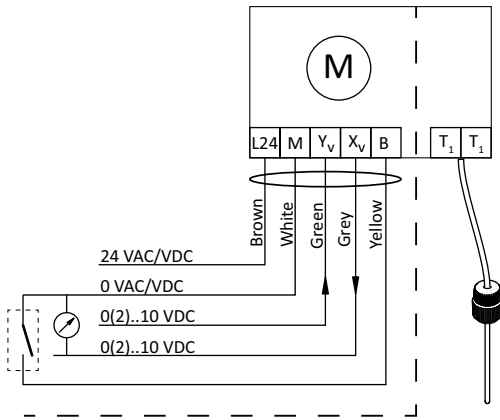 M
L24 M Yv Xv B T1 T1
Brown White Green Grey Yellow
24 VAC/VDC
0 VAC/VDC
0(2)..10 VDC
0(2)..10 VDC